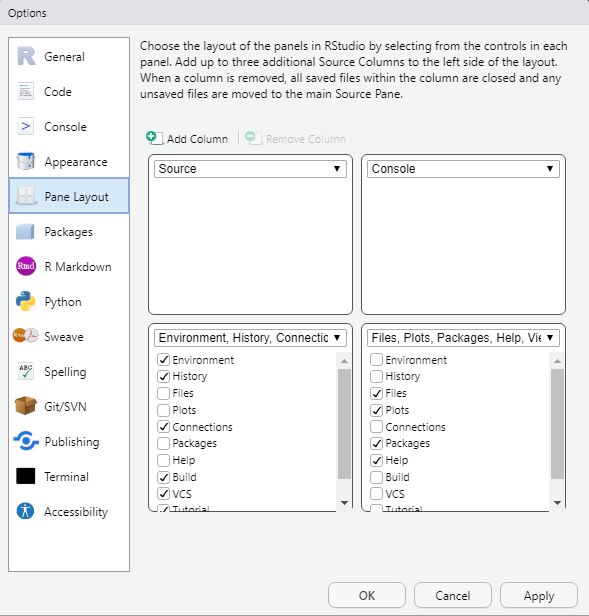 Options
General
Code
Console
Appearance
Pane Layout
Packages
R Markdown
Python
Sweave
Spelling
Git/SVN
Publishing
Terminal
Accessibility
Choose the layout of the panels in RStudio by selecting from the controls in each
panel. Add up to three additional Source Columns to the left side of the layout.
When a column is removed, all saved files within the column are closed and any
unsaved files are moved to the main Source Pane.
Add Column
Remove Column
Source
Console
Environment, History, Connectic
Environment
History
Files
Plots
Connections
Packages
Help
Build
VCS
Tutorial
Files, Plots, Packages, Help, Vie
Environment
History
Files
Plots
Connections
Packages
Help
Build
VCS
Tutorial
OK
Cancel
Apply